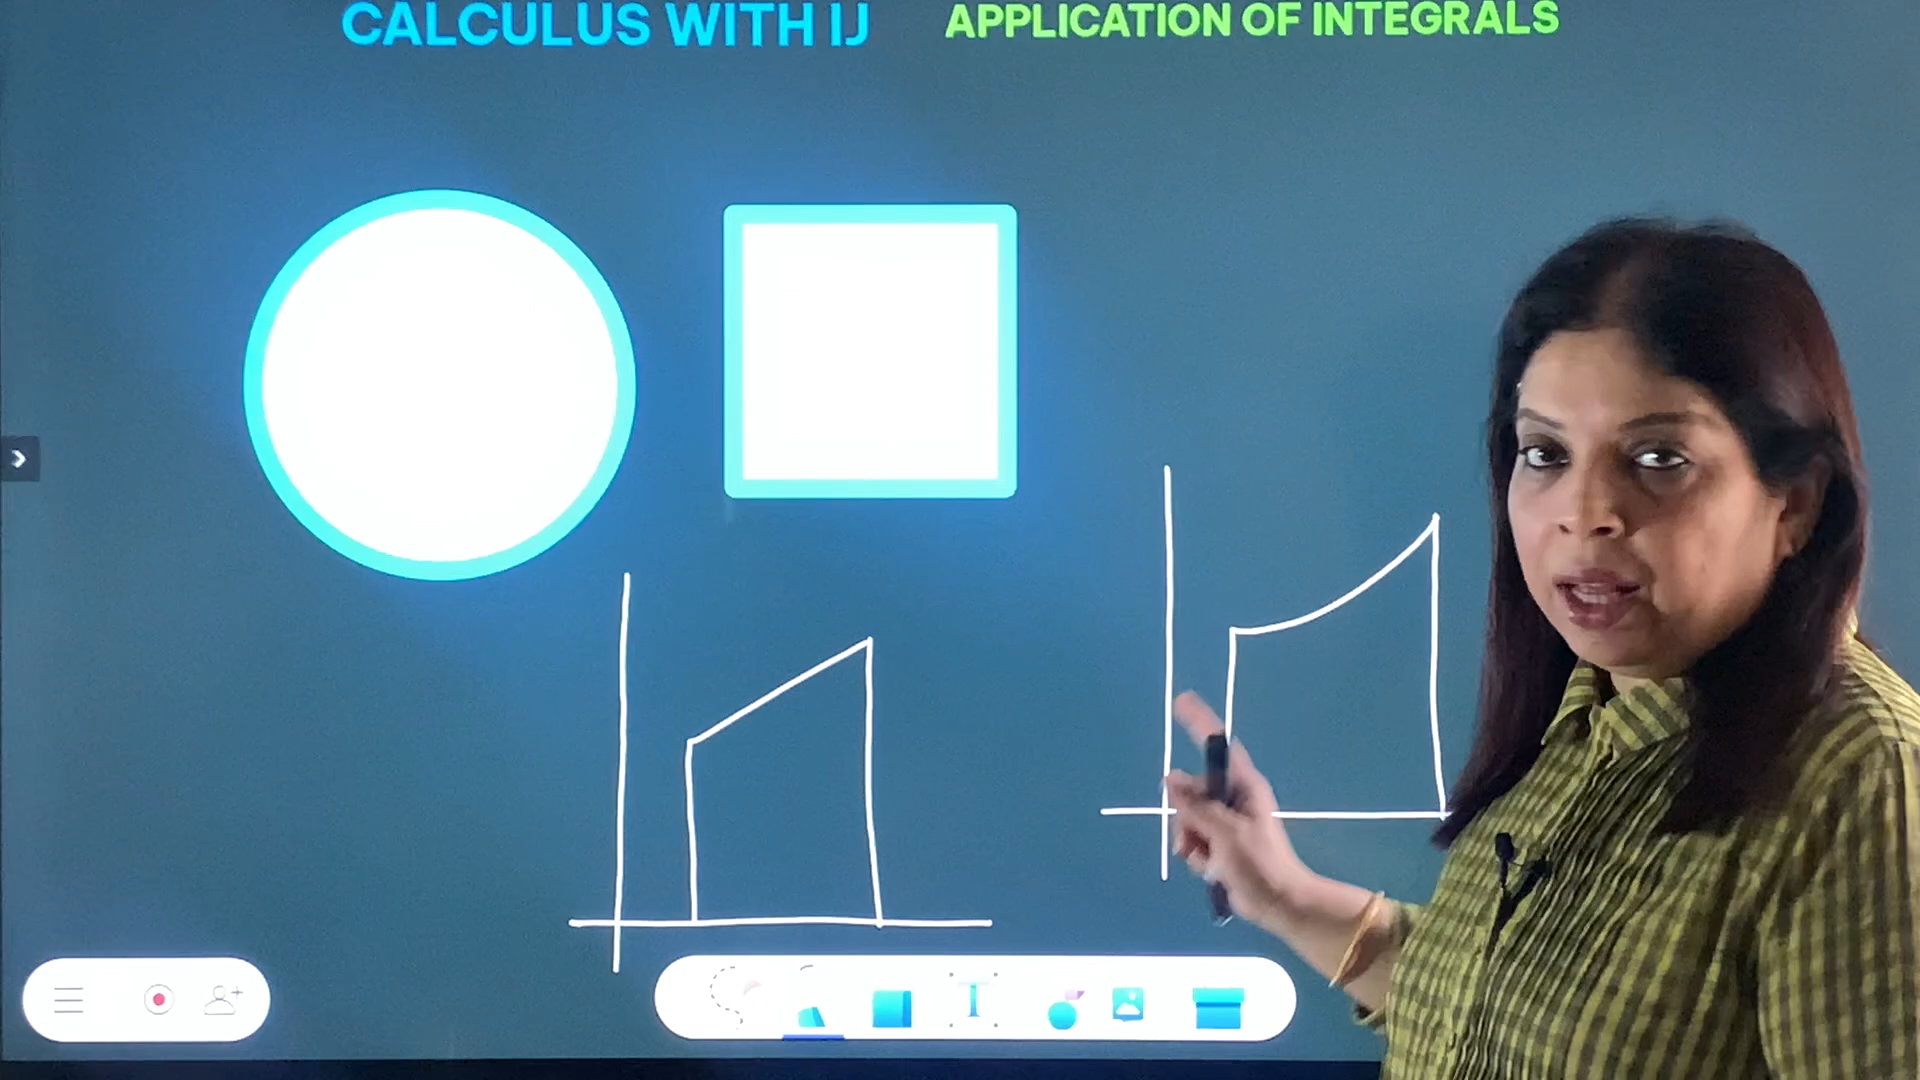 CALCULUS WITH IJ
APPLICATION OF INTEGRALS
T